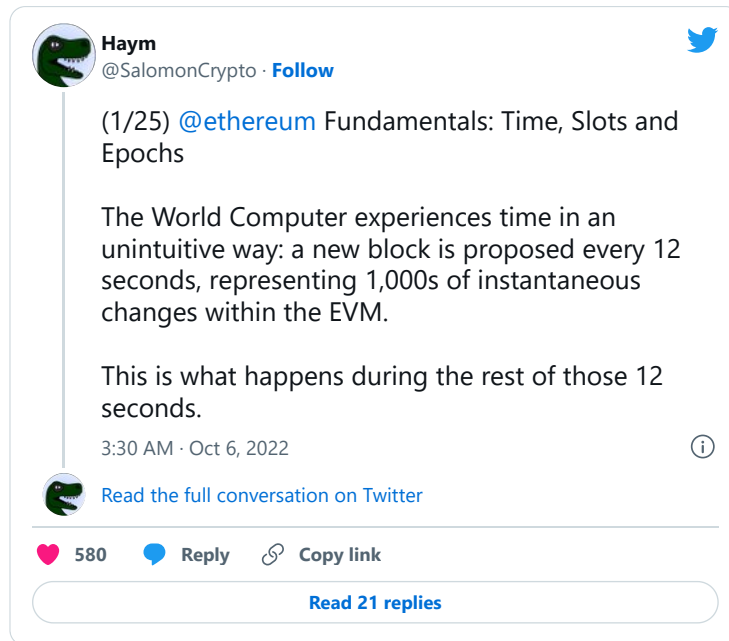 Haym
@SalomonCrypto · Follow
(1/25) @ethereum Fundamentals: Time, Slots and
Epochs
The World Computer experiences time in an
unintuitive way: a new block is proposed every 12
seconds, representing 1,000s of instantaneous
changes within the EVM.
This is what happens during the rest of those 12
seconds.
3:30 AM · Oct 6, 2022
Read the full conversation on Twitter
580 Reply Copy link
Read 21 replies